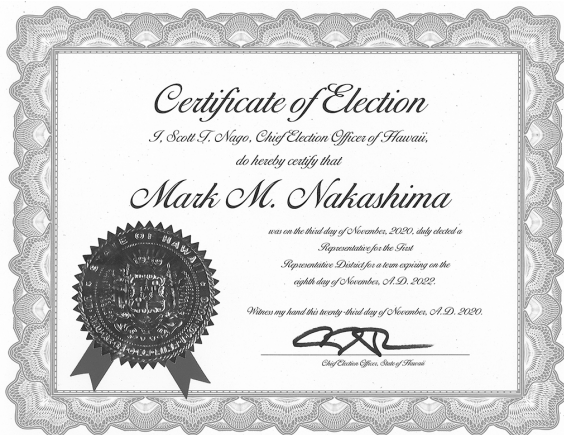 Certificate of Election
I, Scott T. Nago, Chief Election Officer of Hawaii,
do hereby certify that
Mark M. Nakashima
was on the third day of November, 2020, duly elected a
Representative for the First
Representative District for a term expiring on the
eighth day of November, A.D. 2022.
Witness my hand this twenty-third day of November, A.D. 2020.
Chief Election Officer, State of Hawaii
STATE OF HAWAII